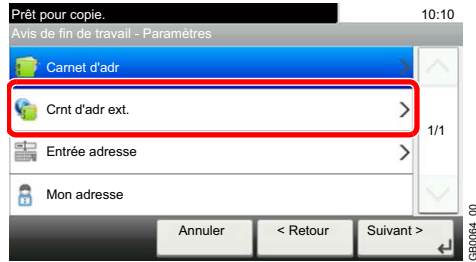 Prêt pour copie.
10:10
Avis de fin de travail - Paramètres
Carnet d'adr
Crnt d'adr ext.
1/1
Entrée adresse
Mon adresse
Annuler
< Retour
Suivant >
GB0064_00